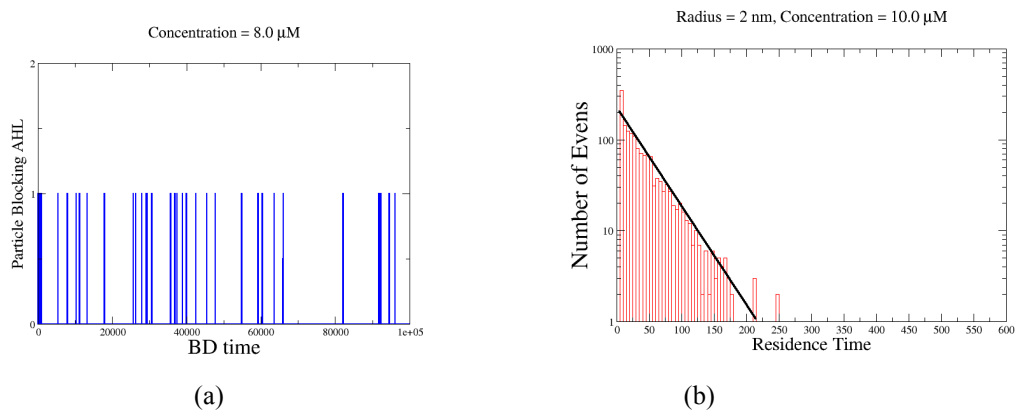 Concentration = 8.0 µM
2
1
0
Particle Blocking AHL
0 20000 40000 60000 80000 1e+05
BD time
(a)
Radius = 2 nm, Concentration = 10.0 µM
1000
100
10
1
Number of Evens
0 50 100 150 200 250 300 350 400 450 500 550 600
Residence Time
(b)